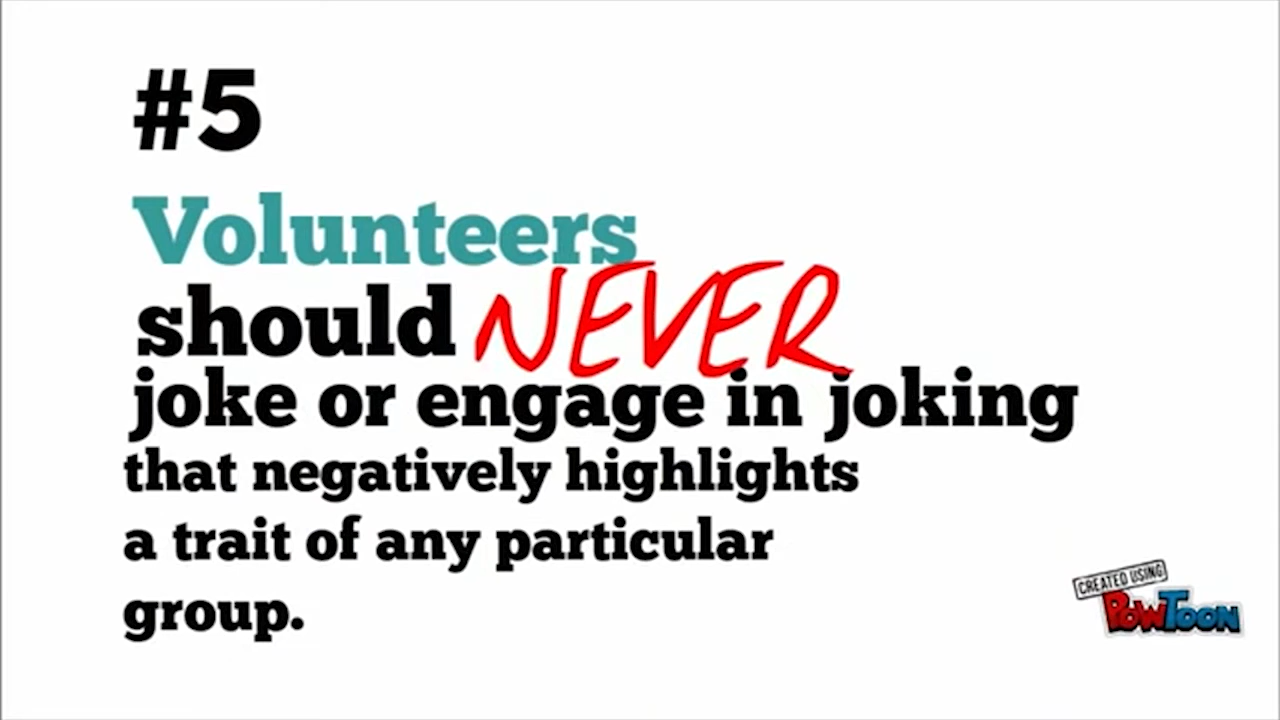 #5
Volunteers
should NEVER
joke or engage in joking
that negatively highlights
a trait of any particular
group.
CREATED USING
POWTOON